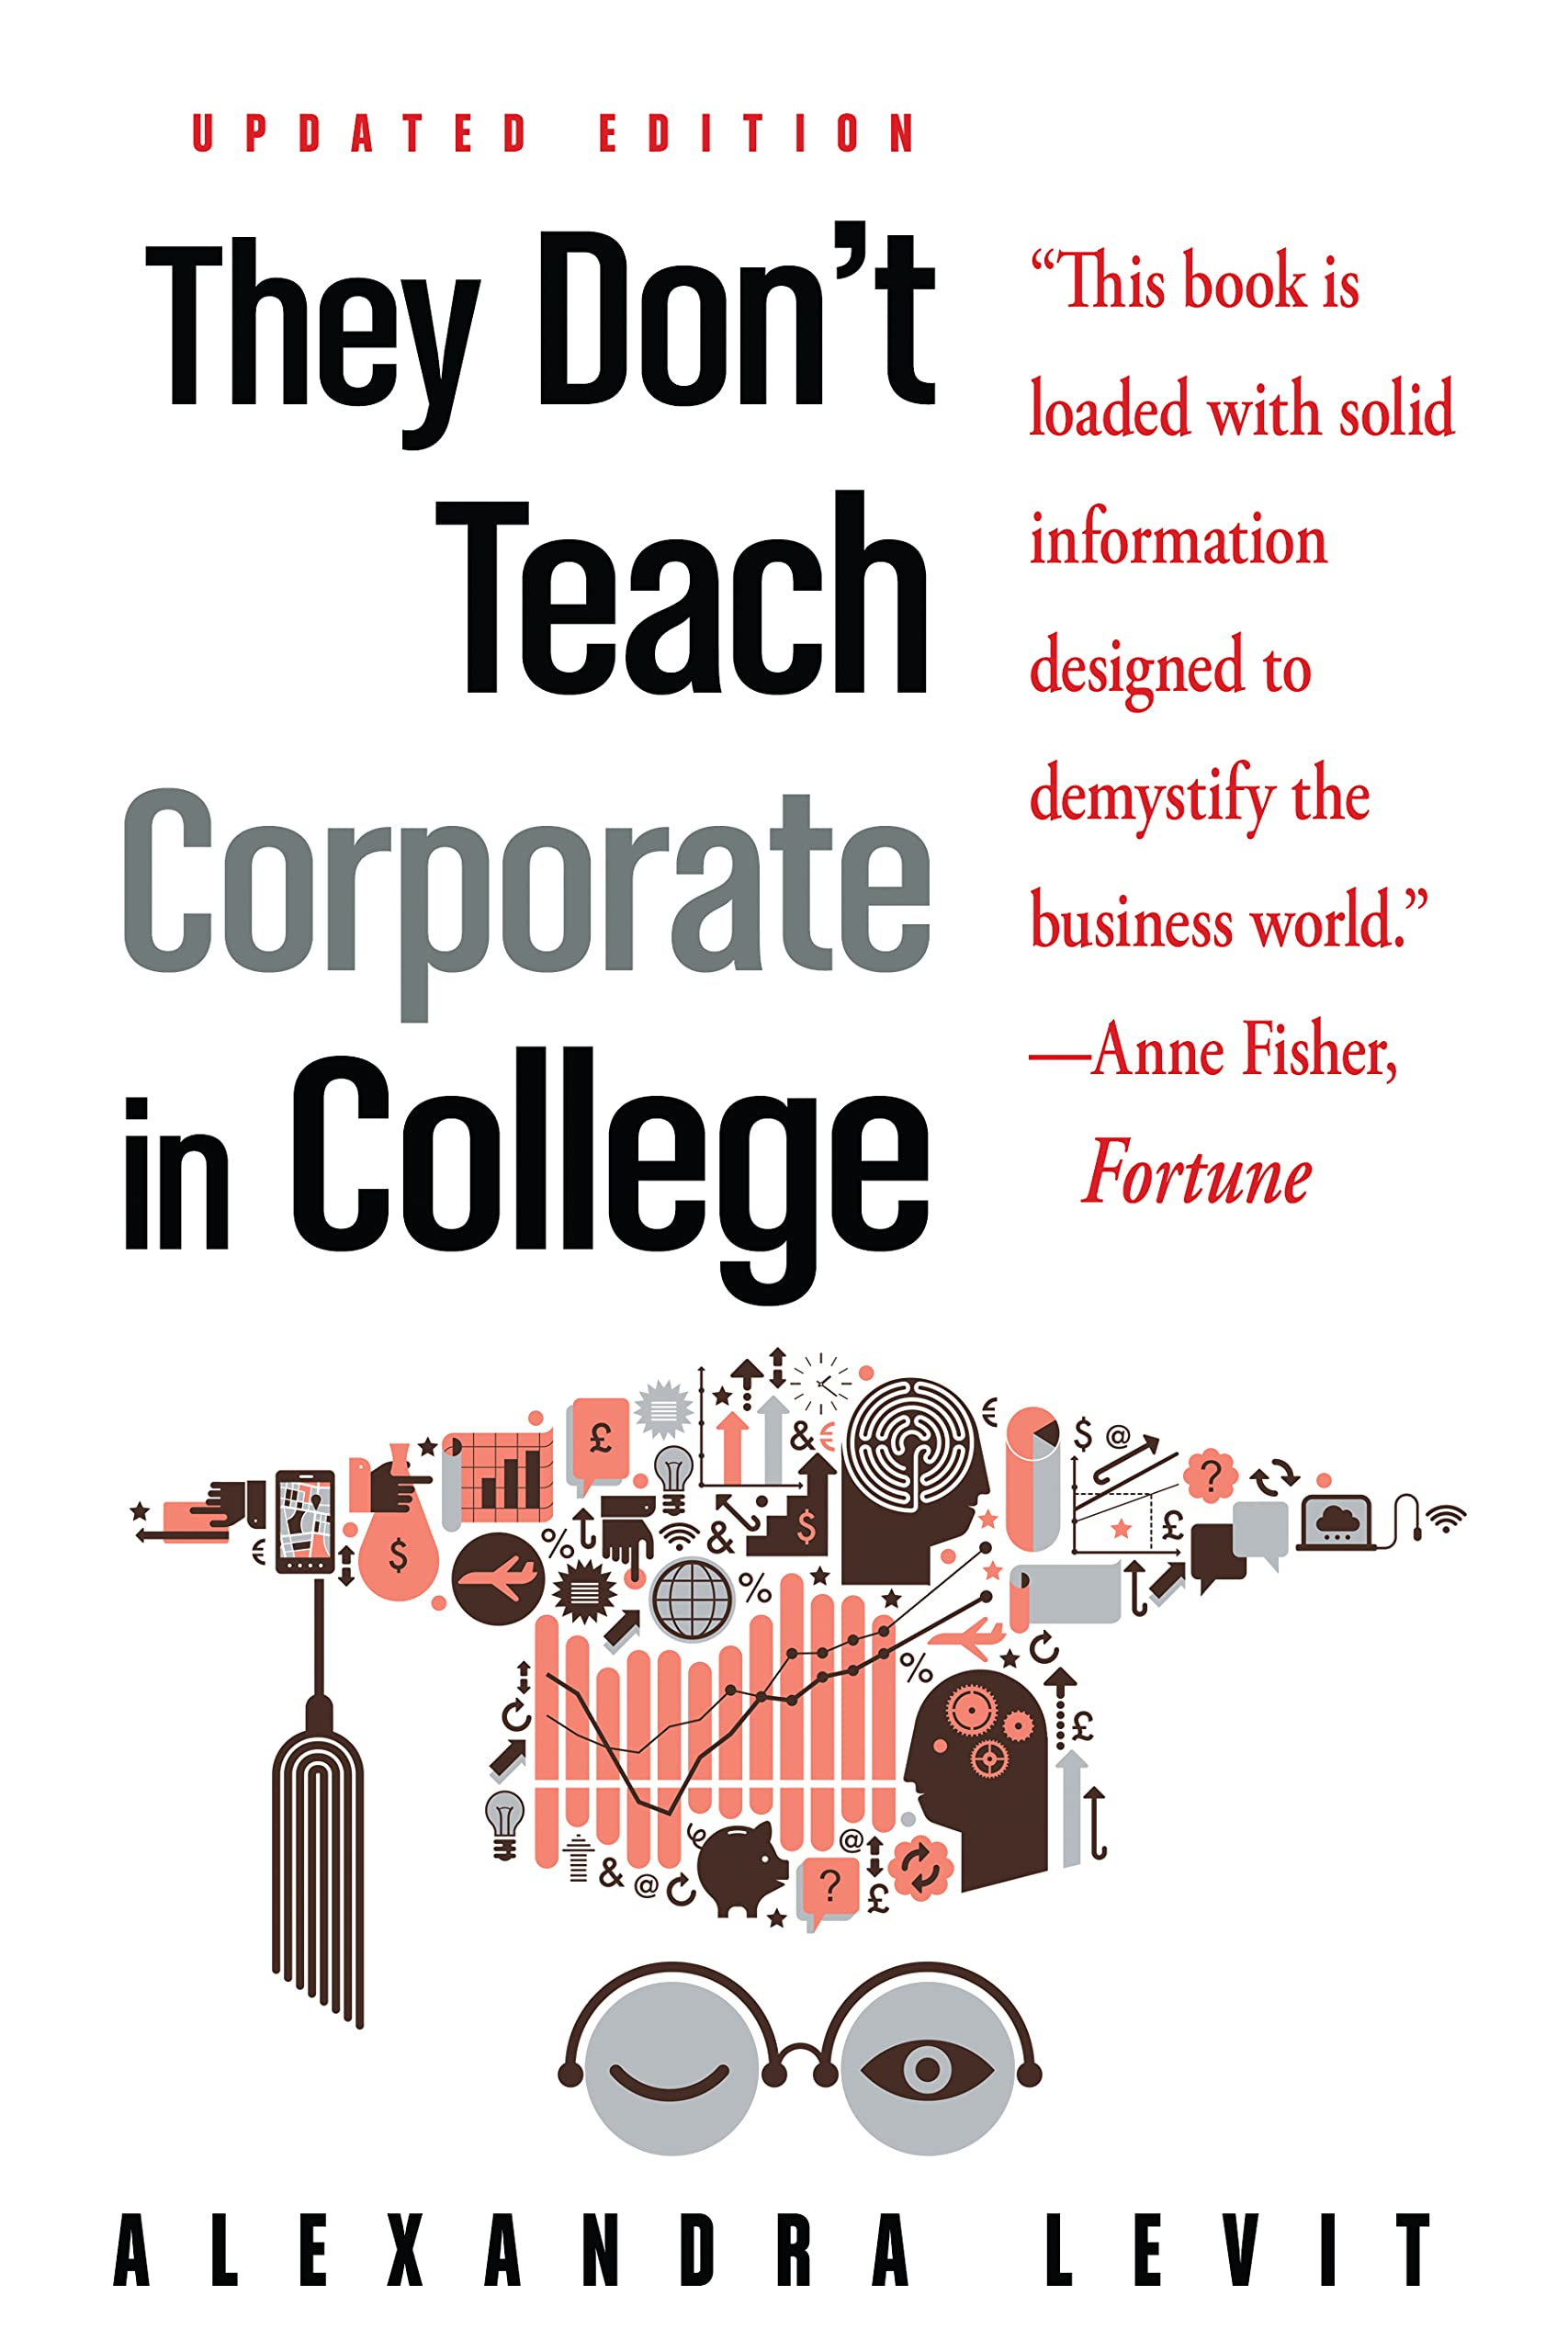 UPDATED EDITION
They Don’t
Teach
Corporate
in College
“This book is
loaded with solid
information
designed to
demystify the
business world.”
—Anne Fisher,
Fortune
£
& €
€
$ @
?
$
€
$
%
&
£
%
%
£
& @
@
?
£
ALEXANDRA LEVIT